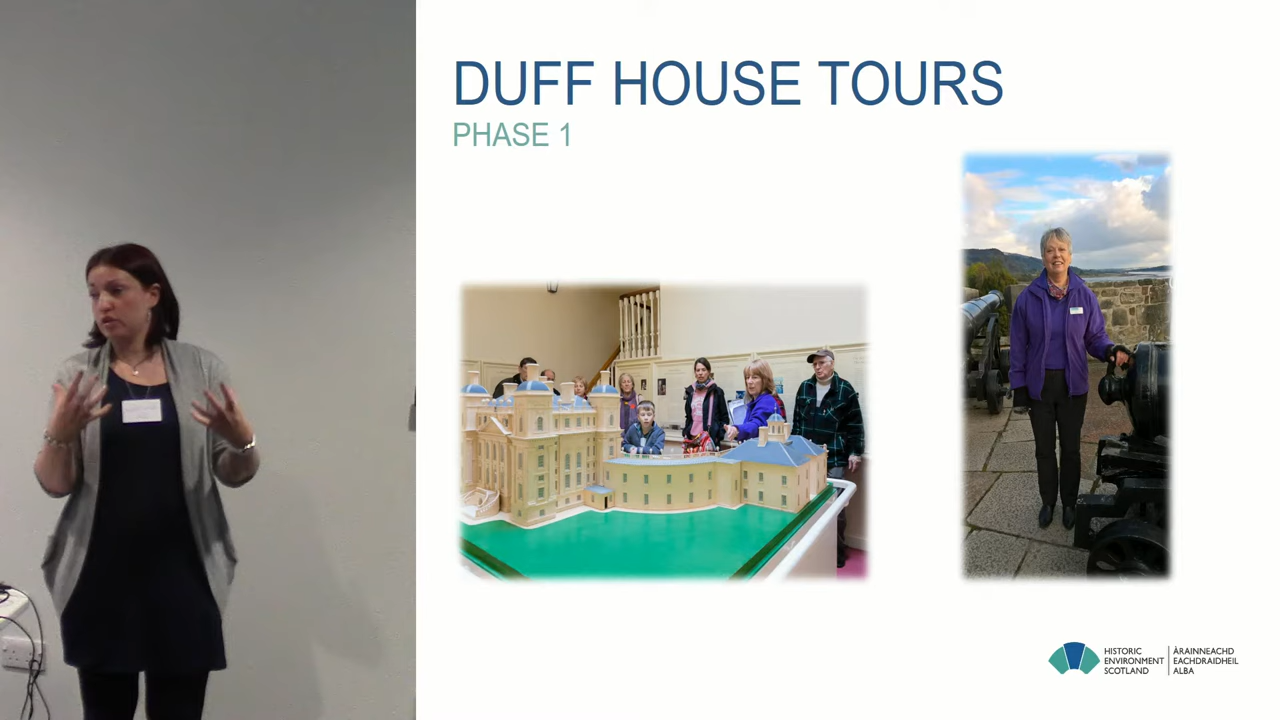 DUFF HOUSE TOURS
PHASE 1
HISTORIC
ENVIRONMENT
SCOTLAND
ÀRAINNEACHD
EACHDRAIDHEIL
ALBA